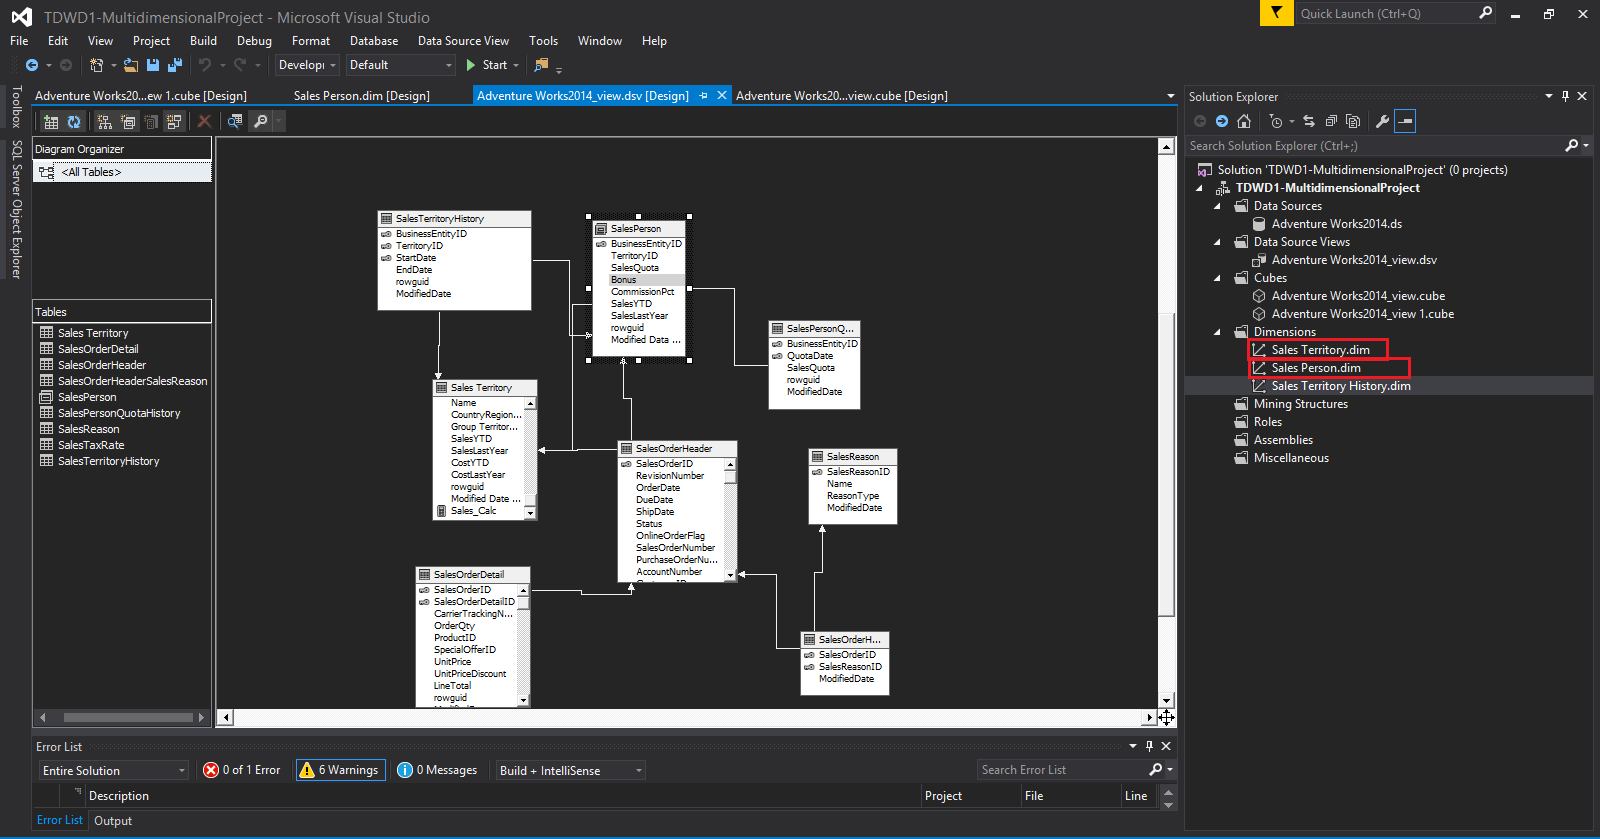 TDWD1-MultidimensionalProject - Microsoft Visual Studio
Quick Launch (Ctrl+Q)
File Edit View Project Build Debug Format Database Data Source View Tools Window Help
Developı Default Start
Toolbox
SQL Server Object Explorer
Adventure Works20...ew 1.cube [Design]
Sales Person.dim [Design]
Adventure Works2014_view.dsv [Design]
Adventure Works20...view.cube [Design]
Diagram Organizer
<All Tables>
Tables
Sales Territory
SalesOrderDetail
SalesOrderHeader
SalesOrderHeaderSalesReason
SalesPerson
SalesPersonQuotaHistory
SalesReason
SalesTaxRate
SalesTerritoryHistory
SalesTerritoryHistory
BusinessEntityID
TerritoryID
StartDate
EndDate
rowguid
ModifiedDate
SalesPerson
BusinessEntityID
TerritoryID
SalesQuota
Bonus
CommissionPct
SalesYTD
SalesLastYear
rowguid
Modified Data ...
SalesPersonQ...
BusinessEntityID
QuotaDate
SalesQuota
rowguid
ModifiedDate
Sales Territory
Name
CountryRegion...
Group Territor...
SalesYTD
SalesLastYear
CostYTD
CostLastYear
rowguid
Modified Date ...
Sales_Calc
SalesOrderHeader
SalesOrderID
RevisionNumber
OrderDate
DueDate
ShipDate
Status
OnlineOrderFlag
SalesOrderNumber
PurchaseOrderNu...
AccountNumber
SalesReason
SalesReasonID
Name
ReasonType
ModifiedDate
SalesOrderDetail
SalesOrderID
SalesOrderDetailID
CarrierTrackingN...
OrderQty
ProductID
SpecialOfferID
UnitPrice
UnitPriceDiscount
LineTotal
rowguid
SalesOrderH...
SalesOrderID
SalesReasonID
ModifiedDate
Solution Explorer
Search Solution Explorer (Ctrl+;)
Solution 'TDWD1-MultidimensionalProject' (0 projects)
TDWD1-MultidimensionalProject
Data Sources
Adventure Works2014.ds
Data Source Views
Adventure Works2014_view.dsv
Cubes
Adventure Works2014_view.cube
Adventure Works2014_view 1.cube
Dimensions
Sales Territory.dim
Sales Person.dim
Sales Territory History.dim
Mining Structures
Roles
Assemblies
Miscellaneous
Error List
Entire Solution 0 of 1 Error 6 Warnings 0 Messages Build + IntelliSense Search Error List
Description Project File Line
Error List Output